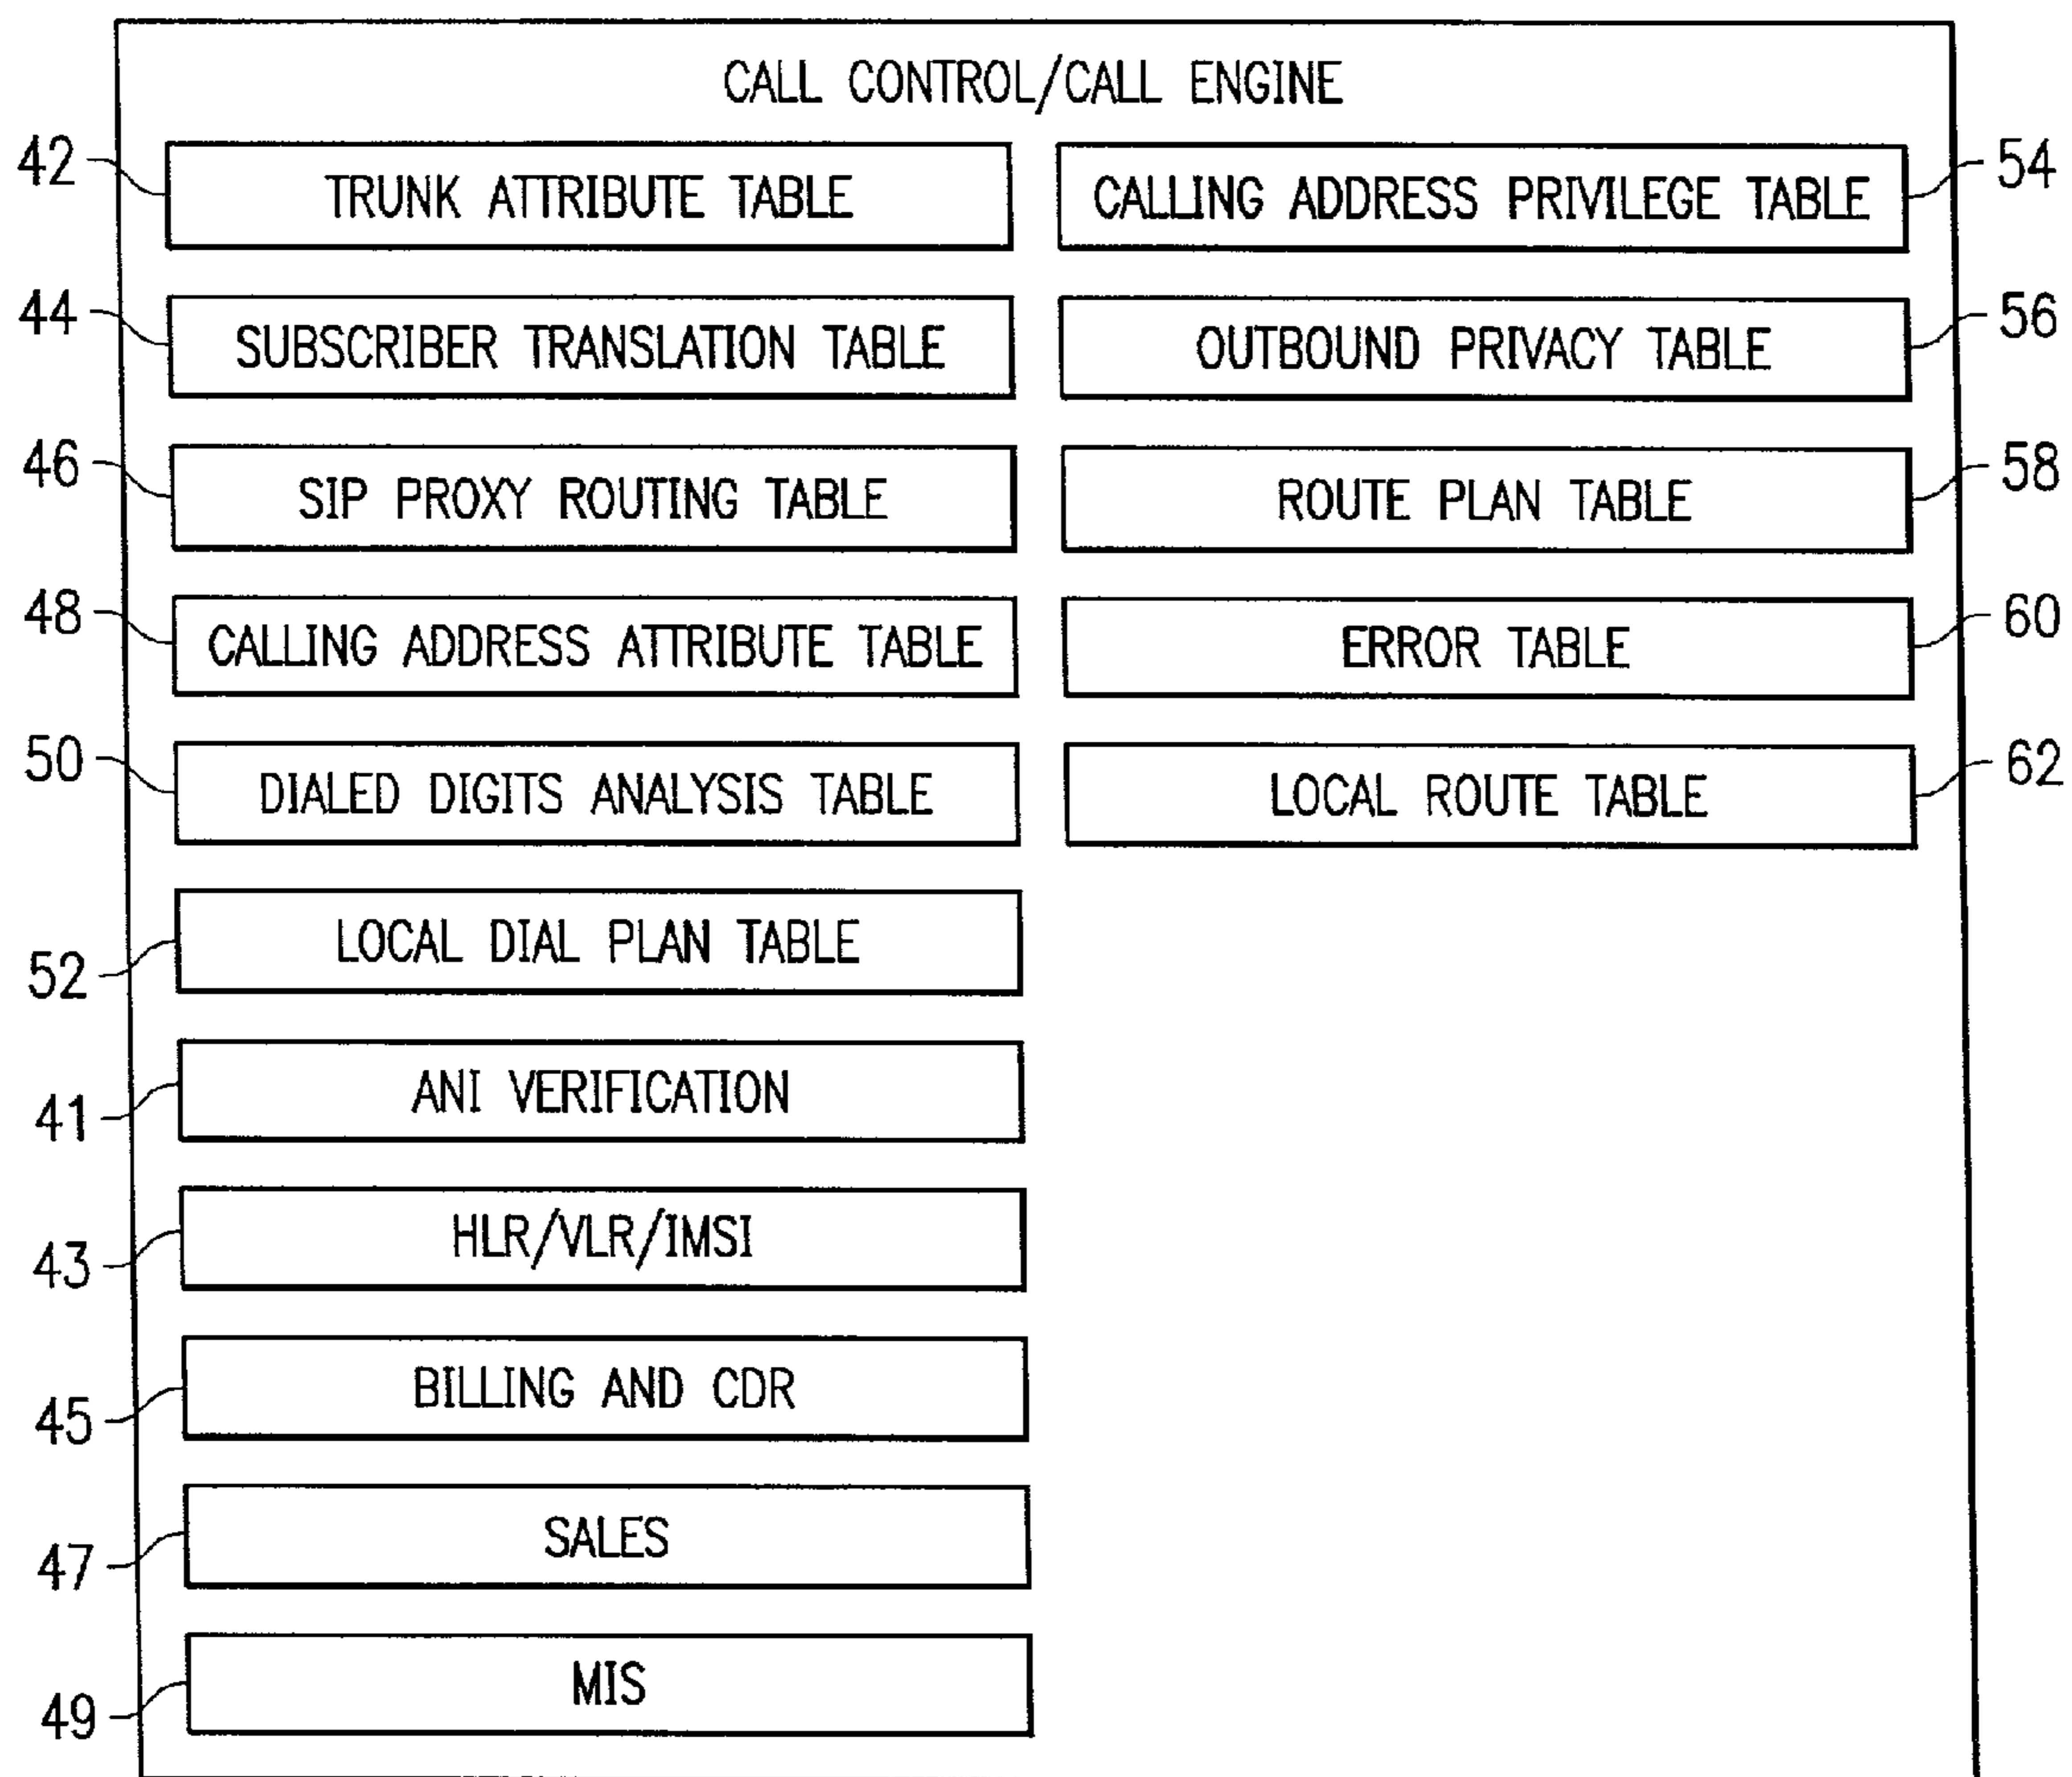 CALL CONTROL/CALL ENGINE
42 TRUNK ATTRIBUTE TABLE
CALLING ADDRESS PRIVILEGE TABLE 54
44 SUBSCRIBER TRANSLATION TABLE
OUTBOUND PRIVACY TABLE 56
46 SIP PROXY ROUTING TABLE
ROUTE PLAN TABLE 58
48 CALLING ADDRESS ATTRIBUTE TABLE
ERROR TABLE 60
50 DIALED DIGITS ANALYSIS TABLE
LOCAL ROUTE TABLE 62
52 LOCAL DIAL PLAN TABLE
41 ANI VERIFICATION
43 HLR/VLR/IMSI
45 BILLING AND CDR
47 SALES
49 MIS